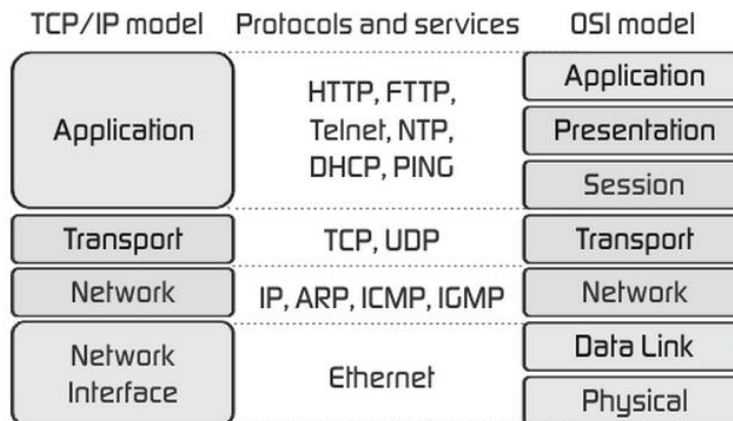 TCP/IP model
Protocols and services
OSI model
Application
HTTP, FTTP,
Telnet, NTP,
DHCP, PING
Application
Presentation
Session
Transport
TCP, UDP
Transport
Network
IP, ARP, ICMP, IGMP
Network
Network
Interface
Ethernet
Data Link
Physical